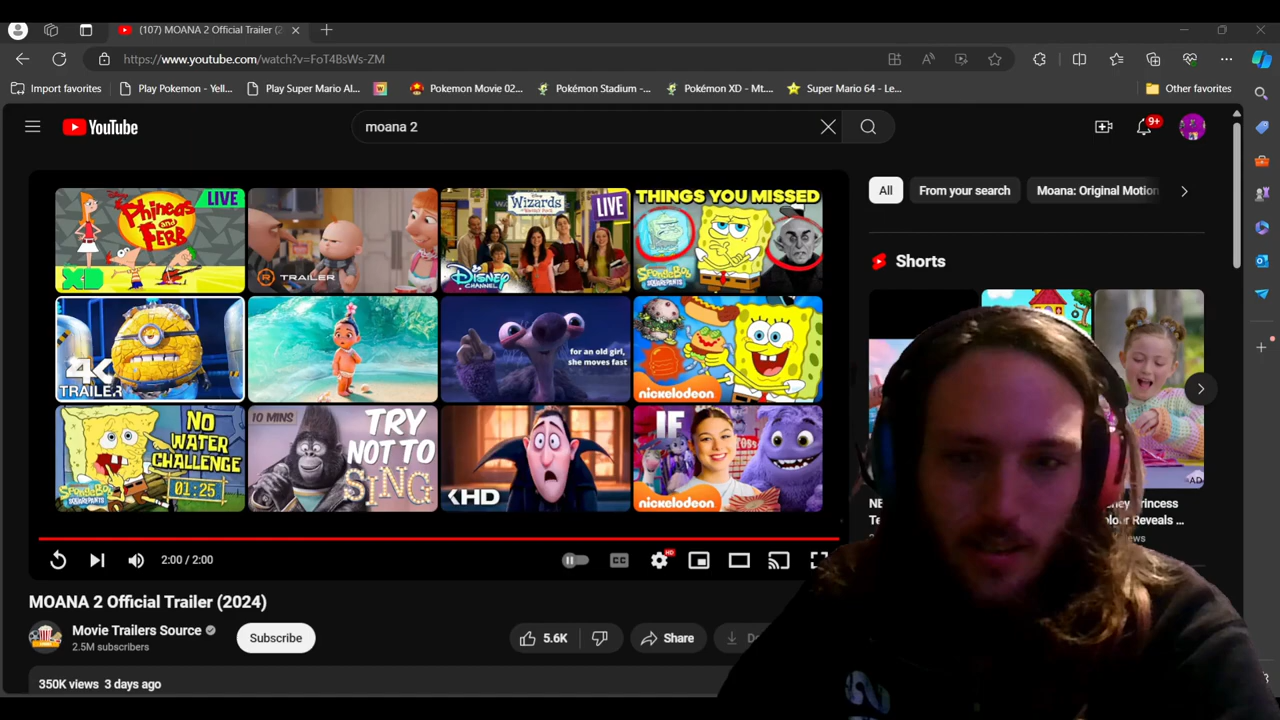 (107) MOANA 2 Official Trailer (2
https://www.youtube.com/watch?v=FoT4BsWs-ZM
Import favorites
Play Pokemon - Yell...
Play Super Mario Al...
Pokemon Movie 02...
Pokémon Stadium -...
Pokémon XD - Mt....
Super Mario 64 - Le...
Other favorites
YouTube
moana 2
9+
All
From your search
Moana: Original Motion
Shorts
Phineas and FERB
LIVE
XD
TRAILER
Disney
Wizards
LIVE
Disney CHANNEL
THINGS YOU MISSED
SPONGEBOB SQUAREPANTS
4K
TRAILER
for an old girl,
she moves fast
nickelodeon
NO
WATER
CHALLENGE
01:25
SPONGEBOB SQUAREPANTS
10 MINS
TRY
NOT TO
SING
HD
IF
nickelodeon
2:00 / 2:00
CC
HD
AD
MOANA 2 Official Trailer (2024)
Movie Trailers Source
2.5M subscribers
Subscribe
5.6K
Share
350K views 3 days ago